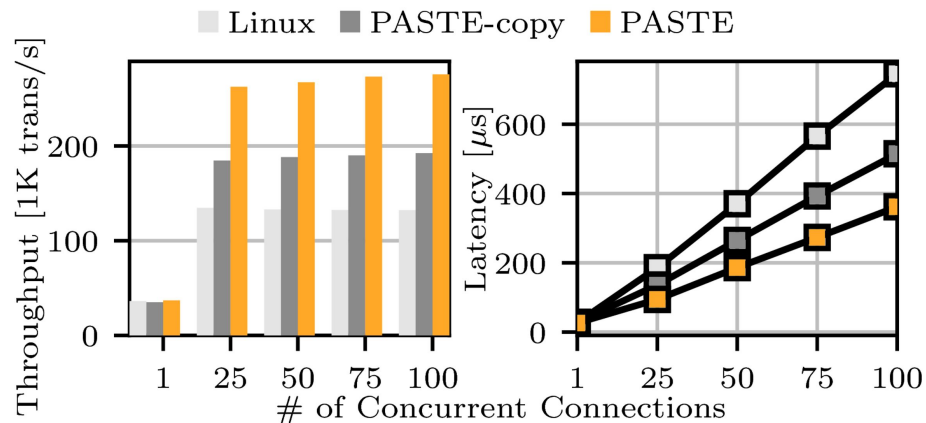 Linux PASTE-copy PASTE
Throughput [1K trans/s]
200
100
0
1 25 50 75 100
Latency [µs]
600
400
200
0
1 25 50 75 100
# of Concurrent Connections